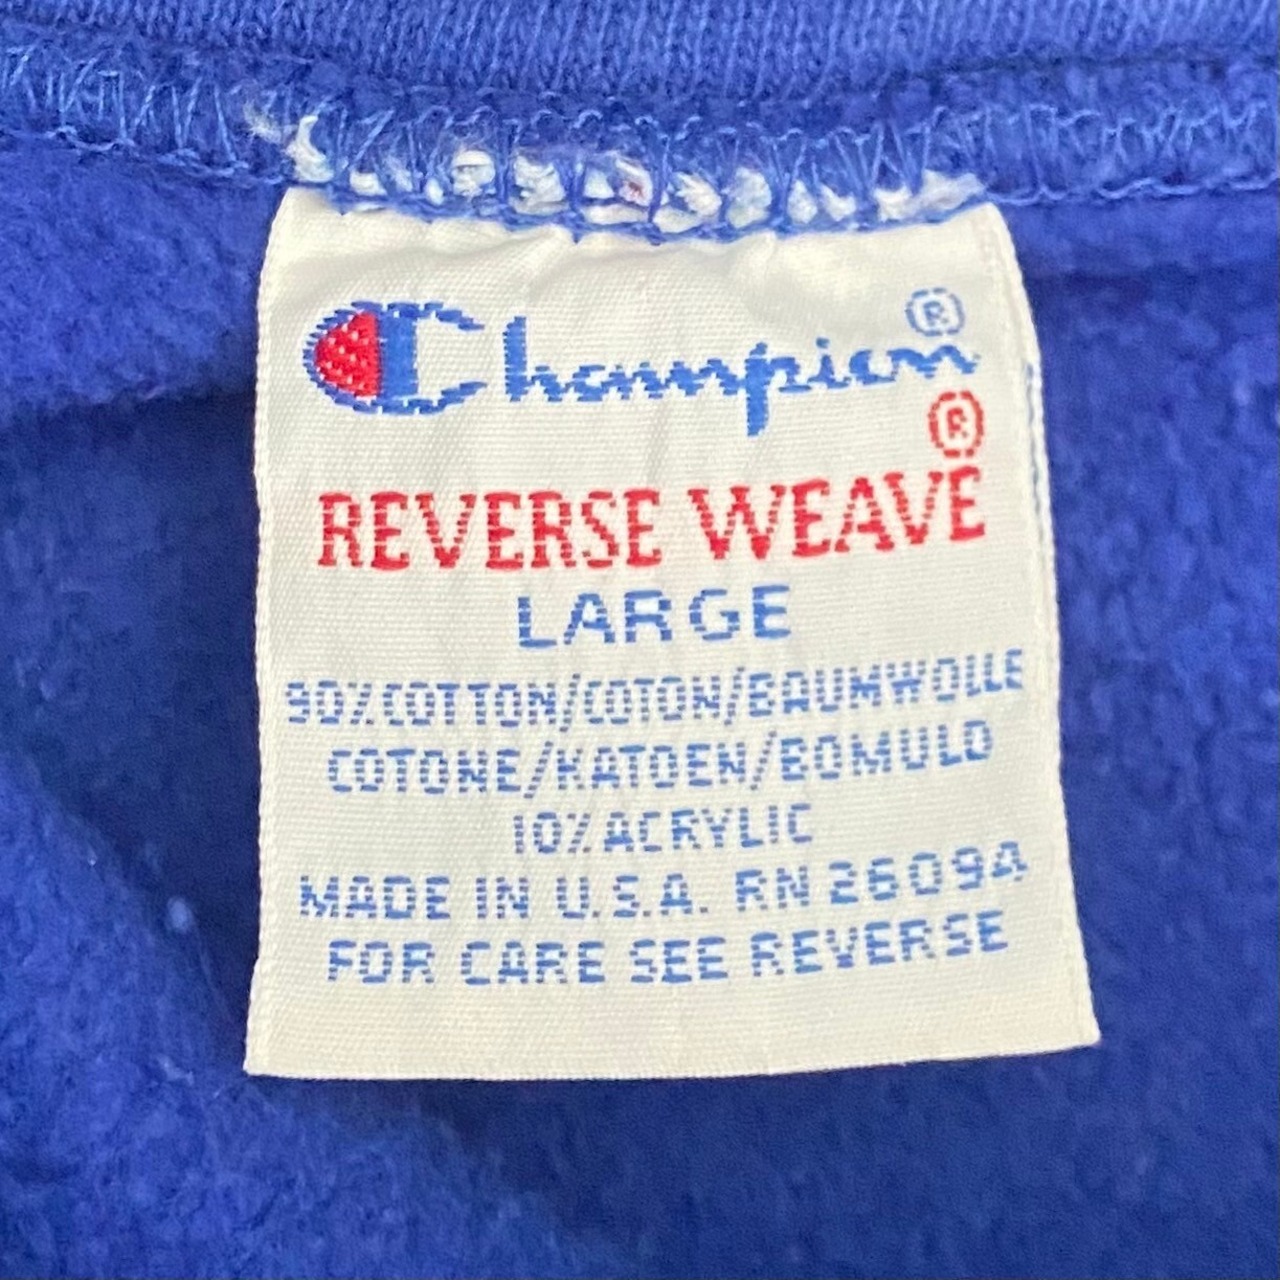 Champion®
REVERSE WEAVE®
LARGE
90% COTTON/COTON/BAUMWOLLE
COTONE/KATOEN/BOMULD
10% ACRYLIC
MADE IN U.S.A. RN 26094
FOR CARE SEE REVERSE